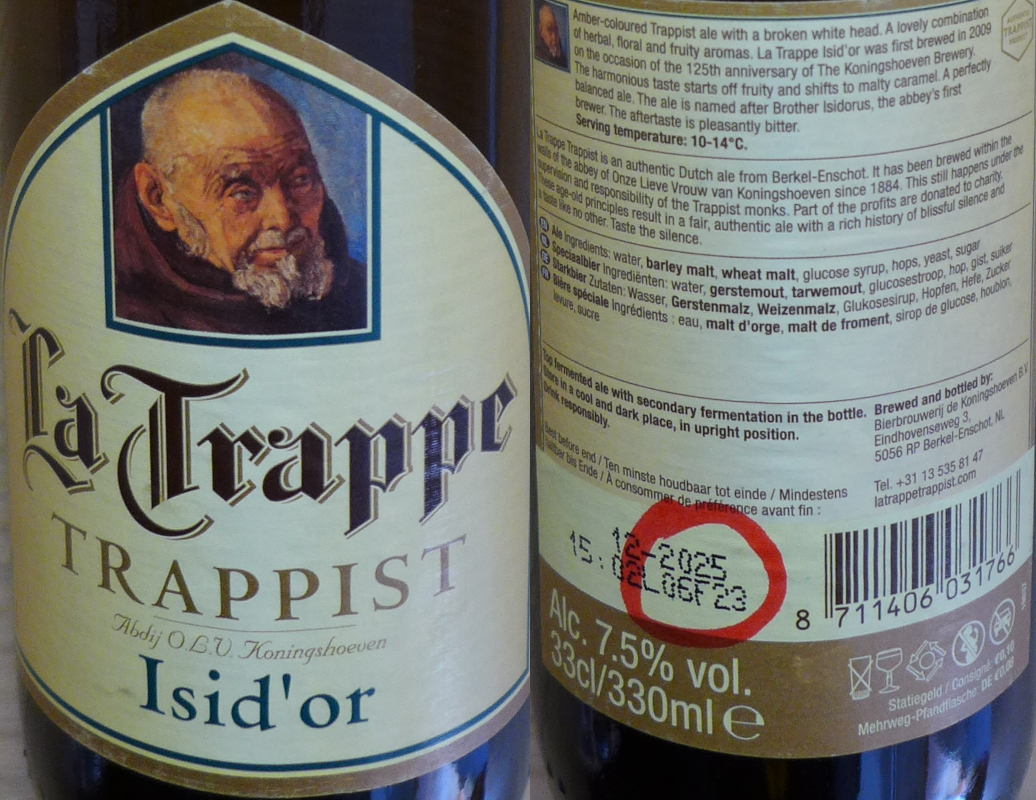 La Trappe
TRAPPIST
Abdij O.L.V. Koningshoeven
Isid'or
Amber-coloured Trappist ale with a broken white head. A lovely combination
of herbal, floral and fruity aromas. La Trappe Isid'or was first brewed in 2009
on the occasion of the 125th anniversary of The Koningshoeven Brewery.
The harmonious taste starts off fruity and shifts to malty caramel. A perfectly
balanced ale. The ale is named after Brother Isidorus, the abbey's first
brewer. The aftertaste is pleasantly bitter.
Serving temperature: 10-14°C.
La Trappe Trappist is an authentic Dutch ale from Berkel-Enschot. It has been brewed within the
walls of the abbey of Onze Lieve Vrouw van Koningshoeven since 1884. This still happens under the
supervision and responsibility of the Trappist monks. Part of the profits are donated to charity.
These age-old principles result in a fair, authentic ale with a rich history of blissful silence and
a taste like no other. Taste the silence.
Ale Ingredients: water, barley malt, wheat malt, glucose syrup, hops, yeast, sugar
Speciaalbier Ingrediënten: water, gerstemout, tarwemout, glucosestroop, hop, gist, suiker
Starkbier Zutaten: Wasser, Gerstenmalz, Weizenmalz, Glukosesirup, Hopfen, Hefe, Zucker
Bière spéciale Ingrédients : eau, malt d'orge, malt de froment, sirop de glucose, houblon,
levure, sucre
Top fermented ale with secondary fermentation in the bottle.
Store in a cool and dark place, in upright position.
Drink responsibly.
Brewed and bottled by:
Bierbrouwerij de Koningshoeven B.V.
Eindhovenseweg 3,
5056 RP Berkel-Enschot, NL
Tel. +31 13 535 81 47
latrappetrappist.com
Best before end / Ten minste houdbaar tot einde / Mindestens
haltbar bis Ende / À consommer de préférence avant fin :
12-2025
15:02L06F23
8 711406 031766
Alc. 7.5% vol.
33cl/330ml e
Statiegeld / Consigne: €0,10
Mehrweg-Pfandflasche: DE €0,08